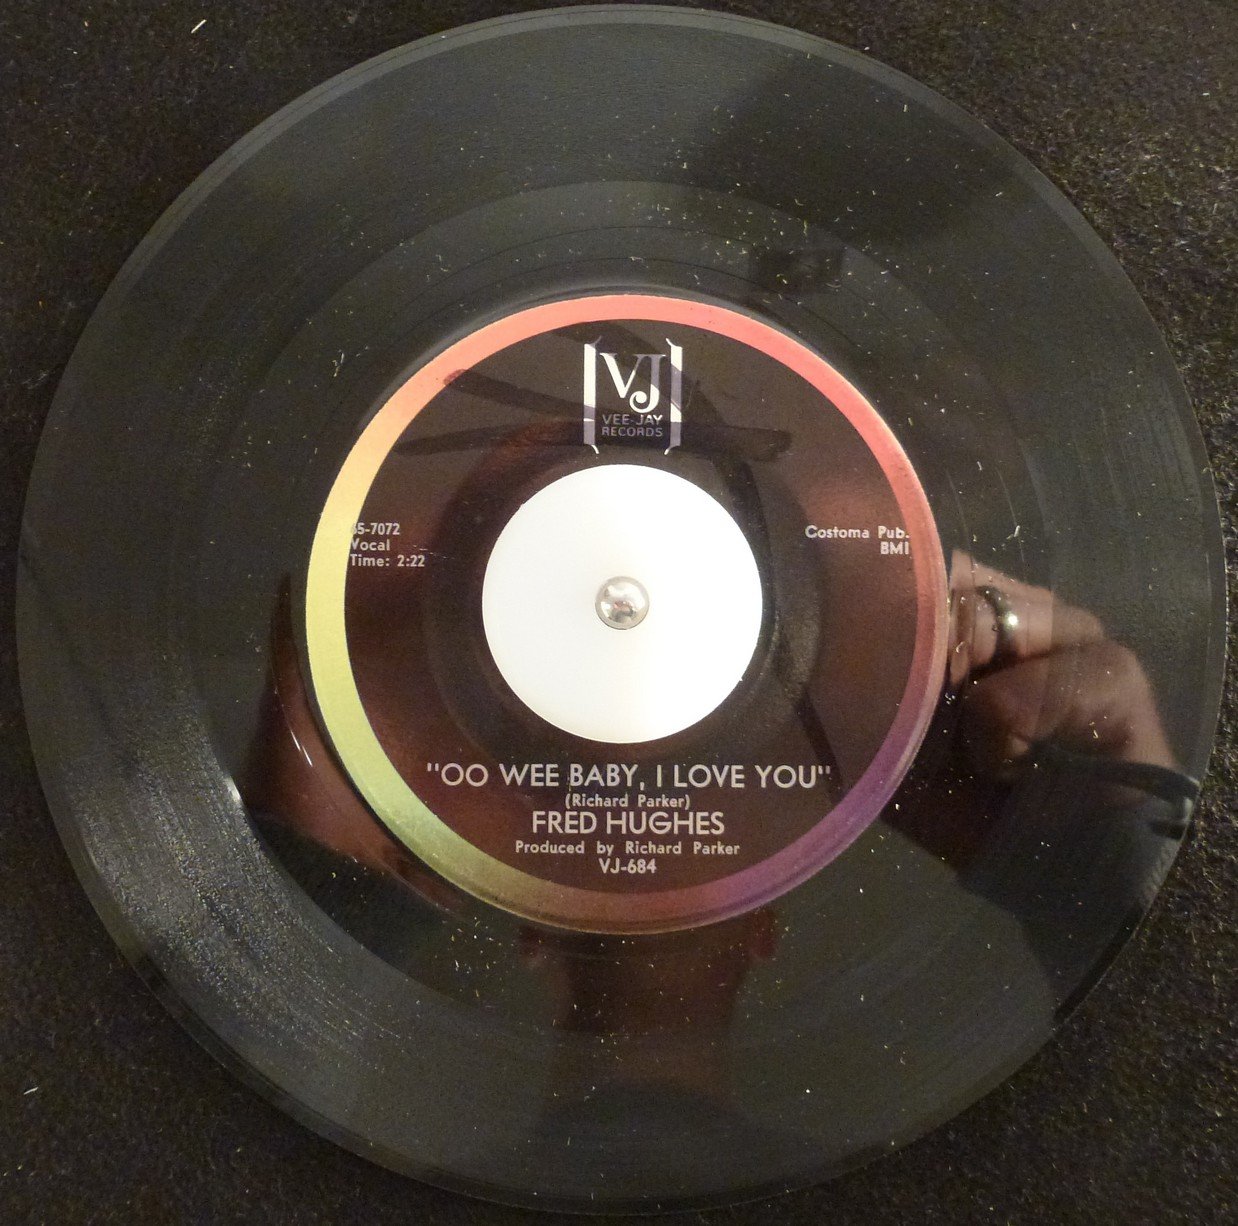 VJ
VEE-JAY
RECORDS
65-7072
Vocal
Time: 2:22
Costoma Pub.
BMI
"OO WEE BABY, I LOVE YOU"
(Richard Parker)
FRED HUGHES
Produced by Richard Parker
VJ-684